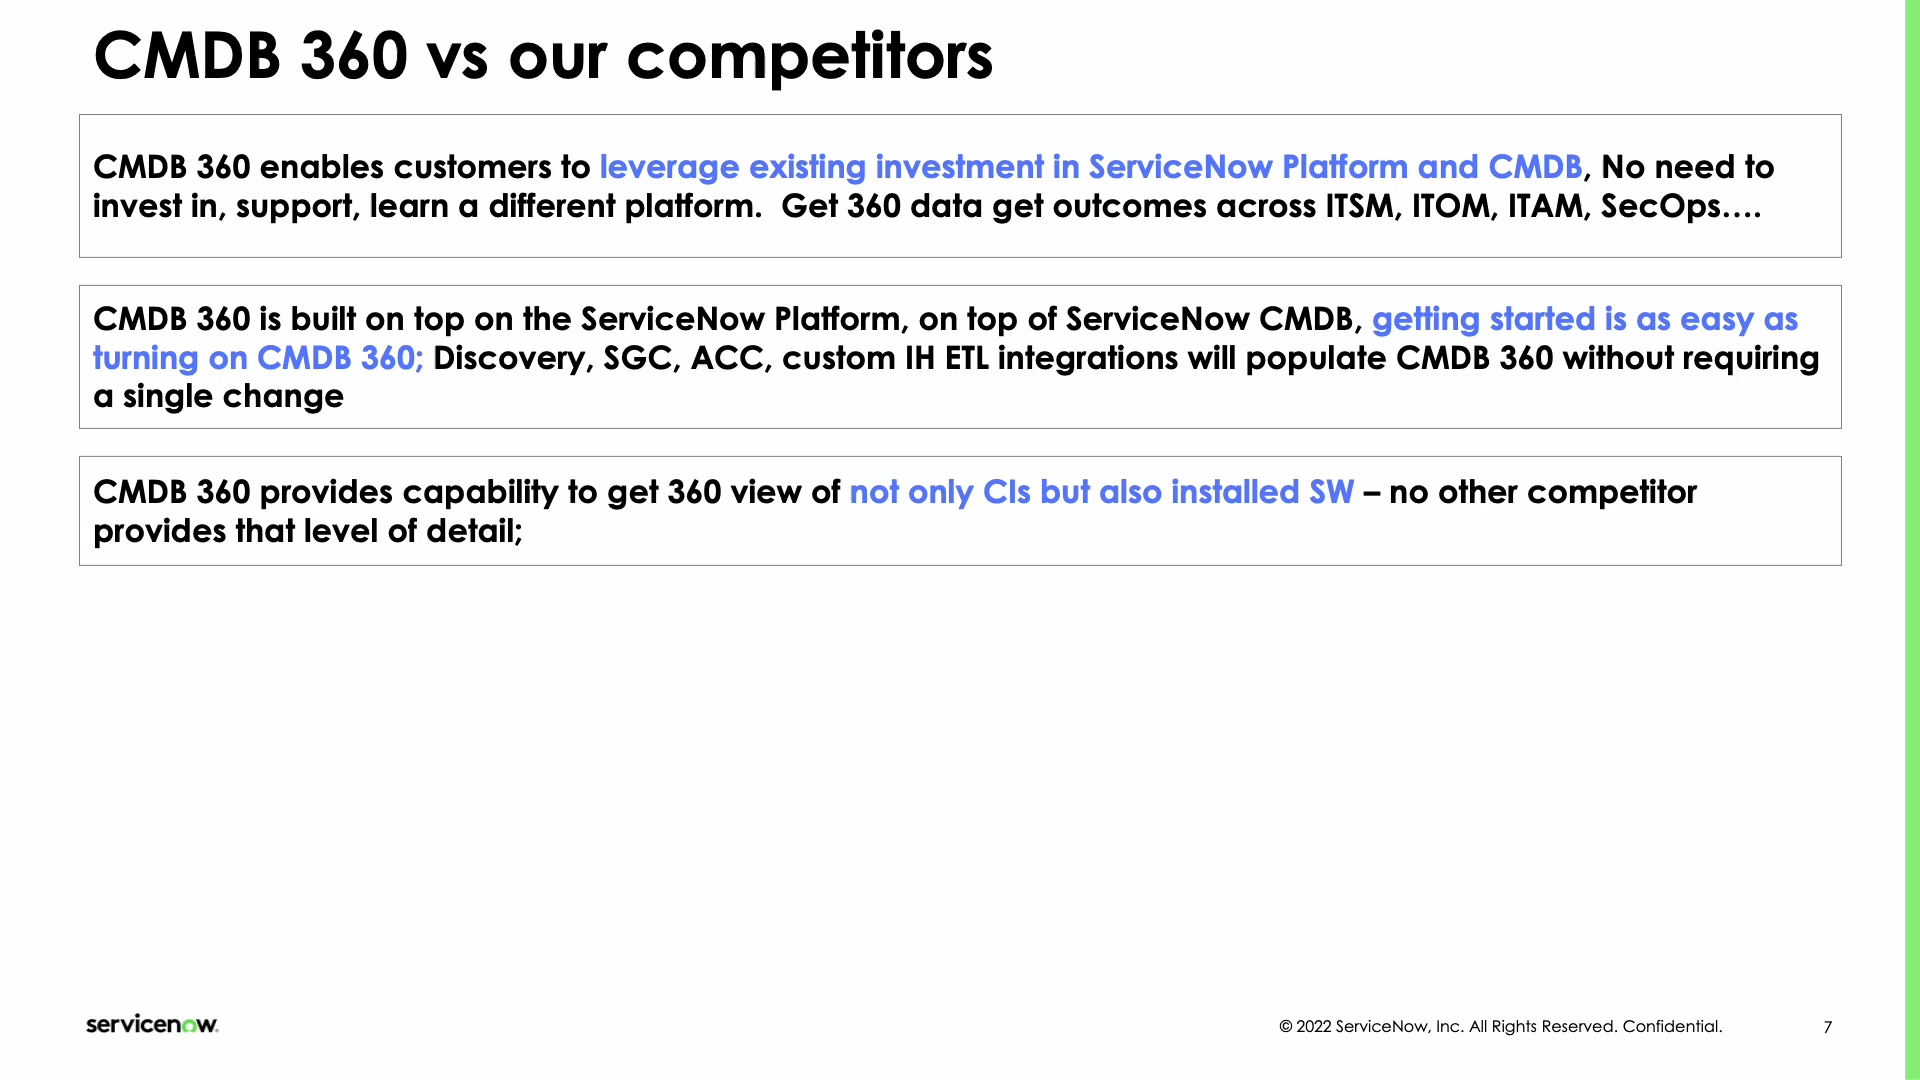 CMDB 360 vs our competitors
CMDB 360 enables customers to leverage existing investment in ServiceNow Platform and CMDB, No need to
invest in, support, learn a different platform.  Get 360 data get outcomes across ITSM, ITOM, ITAM, SecOps....
CMDB 360 is built on top on the ServiceNow Platform, on top of ServiceNow CMDB, getting started is as easy as
turning on CMDB 360; Discovery, SGC, ACC, custom IH ETL integrations will populate CMDB 360 without requiring
a single change
CMDB 360 provides capability to get 360 view of not only CIs but also installed SW – no other competitor
provides that level of detail;
servicenow.
© 2022 ServiceNow, Inc. All Rights Reserved. Confidential.
7